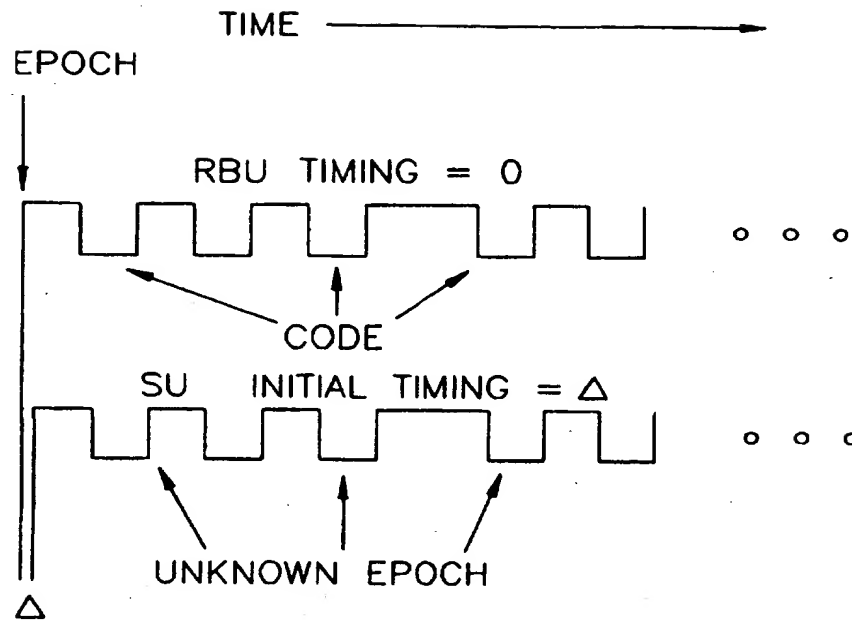 TIME
EPOCH
RBU TIMING = 0
CODE
SU INITIAL TIMING = Δ
UNKNOWN EPOCH
Δ